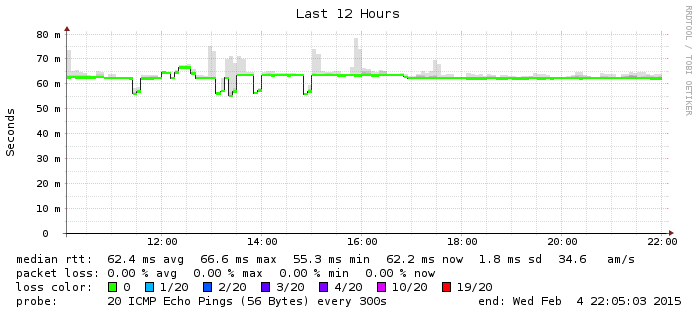 Last 12 Hours
RRDTOOL / TOBI OETIKER
Seconds
80 m
70 m
60 m
50 m
40 m
30 m
20 m
10 m
0
12:00 14:00 16:00 18:00 20:00 22:00
median rtt: 62.4 ms avg 66.6 ms max 55.3 ms min 62.2 ms now 1.8 ms sd 34.6 am/s
packet loss: 0.00 % avg 0.00 % max 0.00 % min 0.00 % now
loss color: 0 1/20 2/20 3/20 4/20 10/20 19/20
probe: 20 ICMP Echo Pings (56 Bytes) every 300s end: Wed Feb 4 22:05:03 2015